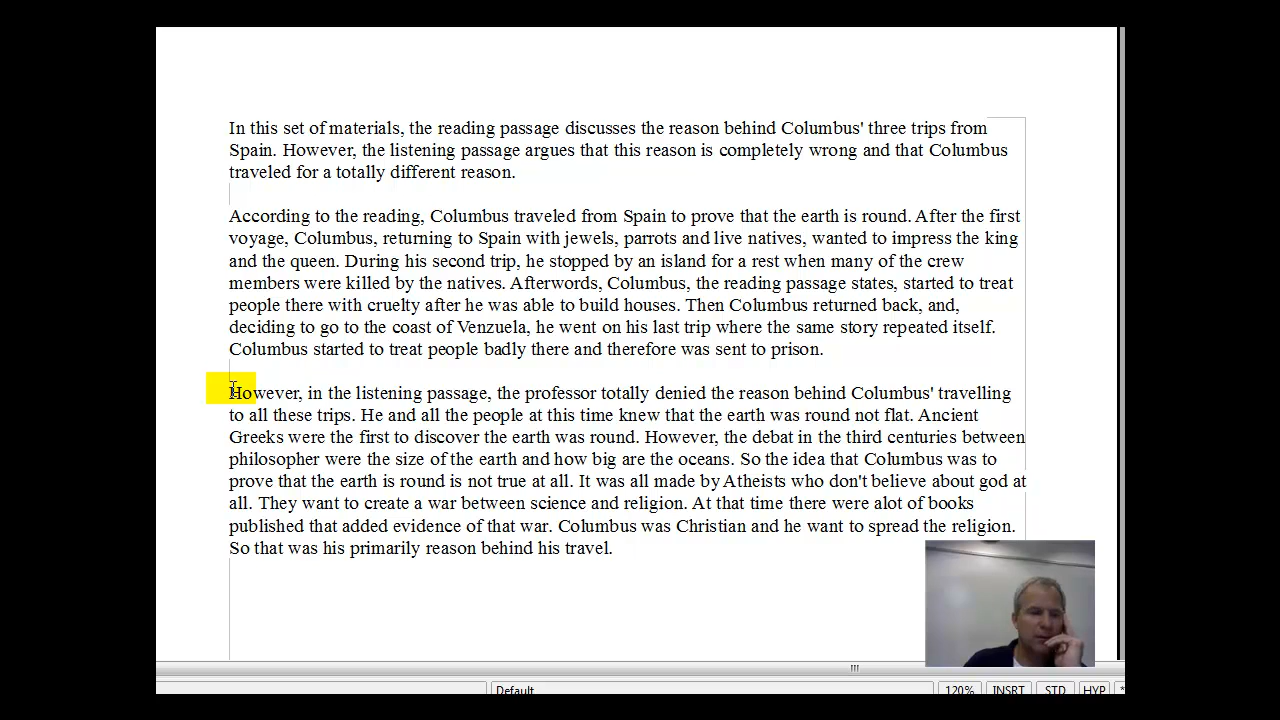 In this set of materials, the reading passage discusses the reason behind Columbus' three trips from
Spain. However, the listening passage argues that this reason is completely wrong and that Columbus
traveled for a totally different reason.
According to the reading, Columbus traveled from Spain to prove that the earth is round. After the first
voyage, Columbus, returning to Spain with jewels, parrots and live natives, wanted to impress the king
and the queen. During his second trip, he stopped by an island for a rest when many of the crew
members were killed by the natives. Afterwords, Columbus, the reading passage states, started to treat
people there with cruelty after he was able to build houses. Then Columbus returned back, and,
deciding to go to the coast of Venzuela, he went on his last trip where the same story repeated itself.
Columbus started to treat people badly there and therefore was sent to prison.
However, in the listening passage, the professor totally denied the reason behind Columbus' travelling
to all these trips. He and all the people at this time knew that the earth was round not flat. Ancient
Greeks were the first to discover the earth was round. However, the debat in the third centuries between
philosopher were the size of the earth and how big are the oceans. So the idea that Columbus was to
prove that the earth is round is not true at all. It was all made by Atheists who don't believe about god at
all. They want to create a war between science and religion. At that time there were alot of books
published that added evidence of that war. Columbus was Christian and he want to spread the religion.
So that was his primarily reason behind his travel.
Default 120% INSRT STD HYP *